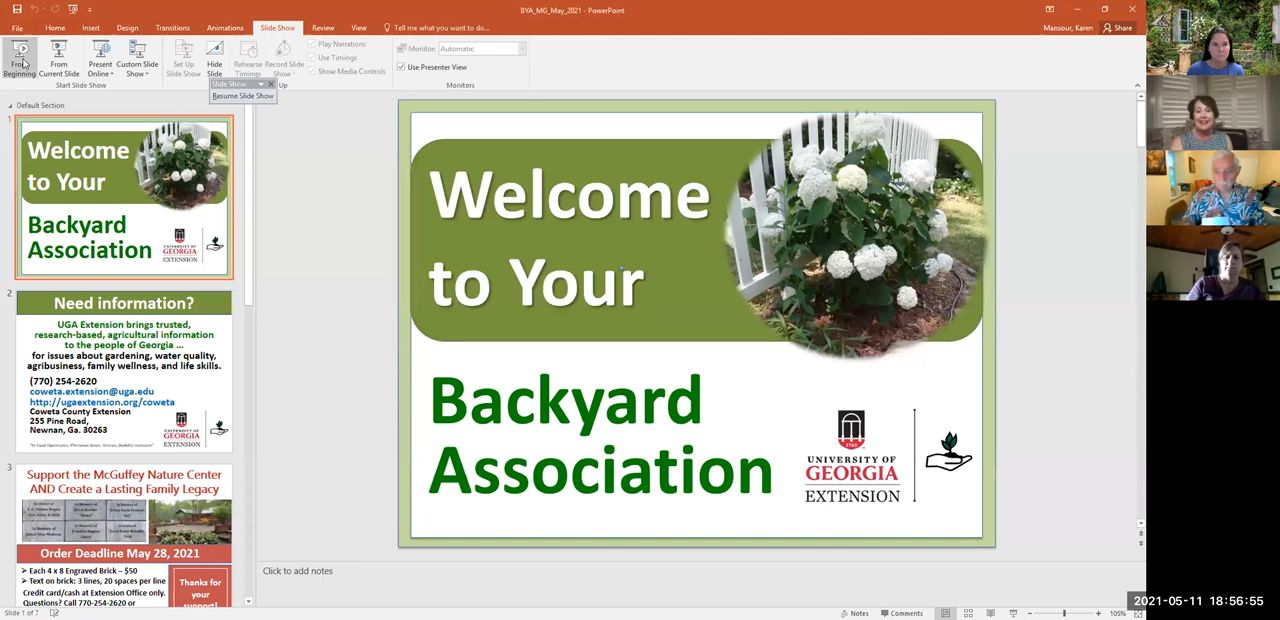 BYA_MG_May_2021 - PowerPoint
File Home Insert Design Transitions Animations Slide Show Review View Tell me what you want to do...
Mansour, Karen Share
From Beginning
From Current Slide
Present Online
Custom Slide Show
Set Up Slide Show
Hide Slide
Rehearse Timings
Record Slide Show
Play Narrations
Use Timings
Show Media Controls
Monitor: Automatic
Use Presenter View
Start Slide Show
Up
Monitors
Slide Show
Resume Slide Show
Default Section
1
Welcome
to Your
Backyard
Association
UNIVERSITY OF
GEORGIA
EXTENSION
2
Need information?
UGA Extension brings trusted,
research-based, agricultural information
to the people of Georgia ...
for issues about gardening, water quality,
agribusiness, family wellness, and life skills.
(770) 254-2620
coweta.extension@uga.edu
http://ugaextension.org/coweta
Coweta County Extension
255 Pine Road,
Newnan, Ga. 30263
UNIVERSITY OF
GEORGIA
EXTENSION
3
Support the McGuffey Nature Center
AND Create a Lasting Family Legacy
Order Deadline May 28, 2021
➢ Each 4 x 8 Engraved Brick – $50
➢ Text on brick: 3 lines, 20 spaces per line
Credit card/cash at Extension Office only.
Questions? Call 770-254-2620 or
Thanks for
your
support!
Welcome
to Your
Backyard
Association
UNIVERSITY OF
GEORGIA
EXTENSION
Click to add notes
Slide 1 of 7
Notes Comments
105%
2021-05-11 18:56:55